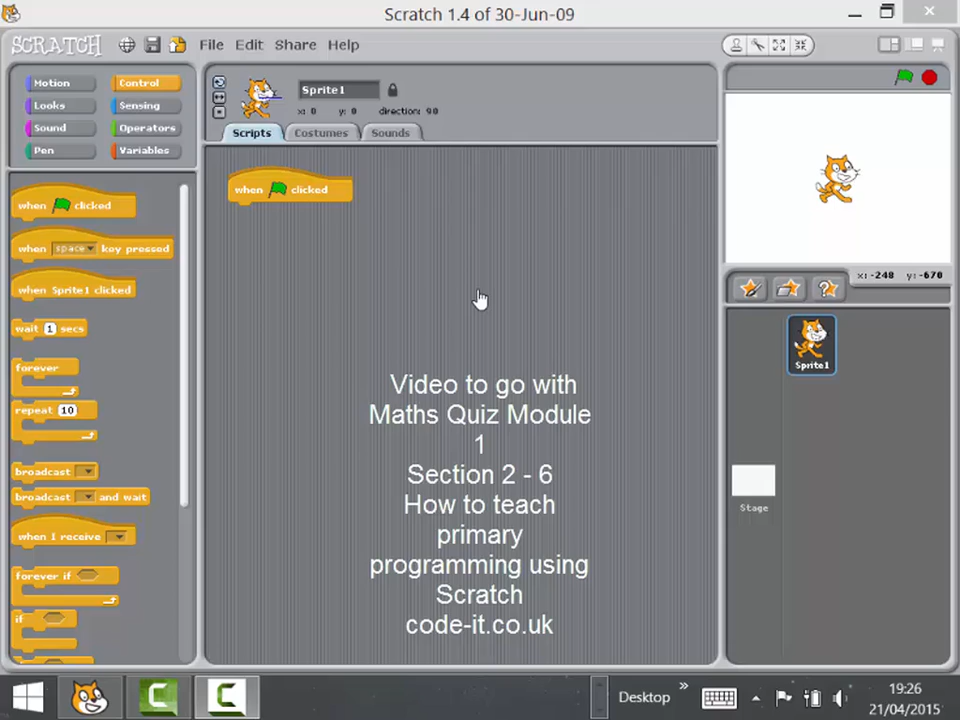 Scratch 1.4 of 30-Jun-09
SCRATCH File Edit Share Help
Motion Control
Looks Sensing
Sound Operators
Pen Variables
Sprite1
x: 0 y: 0 direction: 90
Scripts Costumes Sounds
when clicked
when clicked
when space key pressed
when Sprite1 clicked
wait 1 secs
forever
repeat 10
broadcast
broadcast and wait
when I receive
forever if
if
Video to go with
Maths Quiz Module
1
Section 2 - 6
How to teach
primary
programming using
Scratch
code-it.co.uk
x: -248 y: -670
Sprite1
Stage
Desktop
19:26
21/04/2015